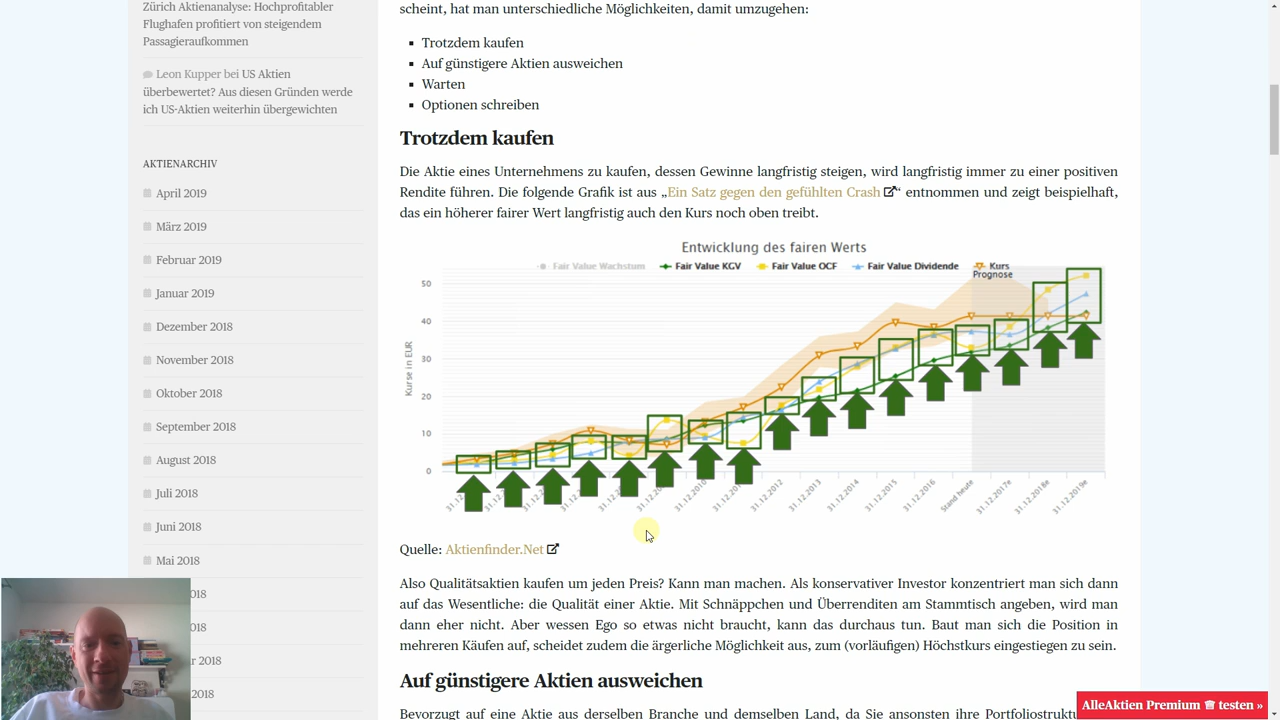 Zürich Aktienanalyse: Hochprofitabler
Flughafen profitiert von steigendem
Passagieraufkommen
Leon Kupper bei US Aktien
überbewertet? Aus diesen Gründen werde
ich US-Aktien weiterhin übergewichten
AKTIENARCHIV
April 2019
März 2019
Februar 2019
Januar 2019
Dezember 2018
November 2018
Oktober 2018
September 2018
August 2018
Juli 2018
Juni 2018
Mai 2018
2018
scheint, hat man unterschiedliche Möglichkeiten, damit umzugehen:
Trotzdem kaufen
Auf günstigere Aktien ausweichen
Warten
Optionen schreiben
Trotzdem kaufen
Die Aktie eines Unternehmens zu kaufen, dessen Gewinne langfristig steigen, wird langfristig immer zu einer positiven
Rendite führen. Die folgende Grafik ist aus „Ein Satz gegen den gefühlten Crash“ entnommen und zeigt beispielhaft,
das ein höherer fairer Wert langfristig auch den Kurs noch oben treibt.
Entwicklung des fairen Werts
Fair Value Wachstum Fair Value KGV Fair Value OCF Fair Value Dividende Kurs
Prognose
Kurse in EUR
50
40
30
20
10
0
31.12.2010
31.12.2012
31.12.2013
31.12.2014
31.12.2015
31.12.2016
Stand heute
31.12.2017e
31.12.2018e
31.12.2019e
Quelle: Aktienfinder.Net
Also Qualitätsaktien kaufen um jeden Preis? Kann man machen. Als konservativer Investor konzentriert man sich dann
auf das Wesentliche: die Qualität einer Aktie. Mit Schnäppchen und Überrenditen am Stammtisch angeben, wird man
dann eher nicht. Aber wessen Ego so etwas nicht braucht, kann das durchaus tun. Baut man sich die Position in
mehreren Käufen auf, scheidet zudem die ärgerliche Möglichkeit aus, zum (vorläufigen) Höchstkurs eingestiegen zu sein.
Auf günstigere Aktien ausweichen
Bevorzugt auf eine Aktie aus derselben Branche und demselben Land, da Sie ansonsten ihre
AlleAktien Premium testen »